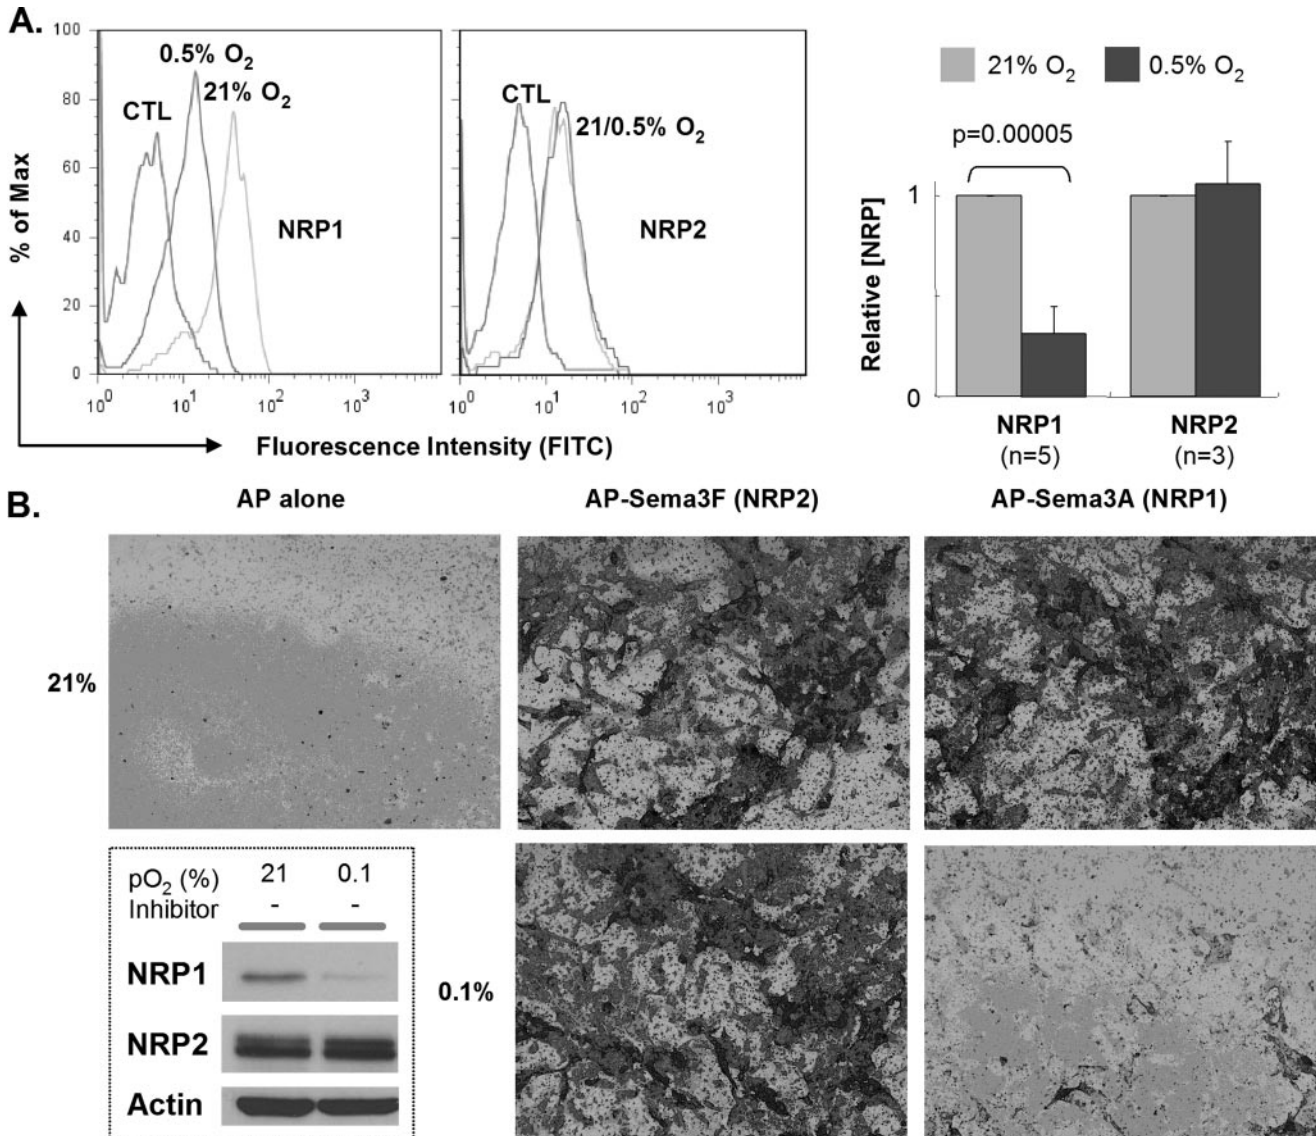 A.
100
80
60
40
20
0
% of Max
0.5% O2
21% O2
CTL
NRP1
10^0 10^1 10^2 10^3
CTL
21/0.5% O2
NRP2
10^0 10^1 10^2 10^3
Fluorescence Intensity (FITC)
21% O2 0.5% O2
p=0.00005
Relative [NRP]
1
0
NRP1 NRP2
(n=5) (n=3)
B.
AP alone AP-Sema3F (NRP2) AP-Sema3A (NRP1)
21%
pO2 (%) 21 0.1
Inhibitor - -
NRP1
NRP2
Actin
0.1%